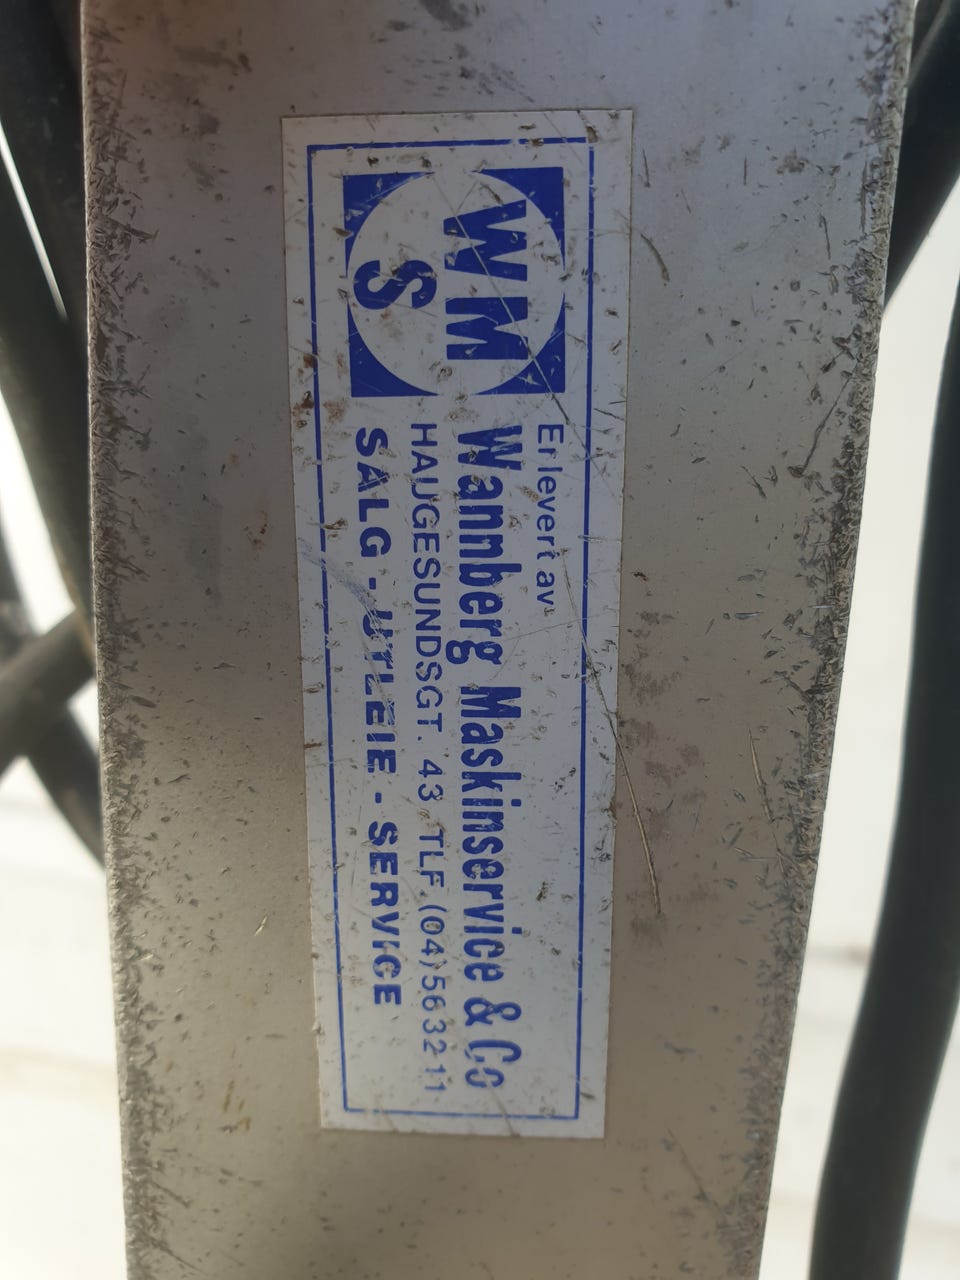 WM
S
Er levert av
Wannberg Maskinservice & Co
HAUGESUNDSGT. 43 TLF. (04) 56 32 11
SALG - UTLEIE - SERVICE